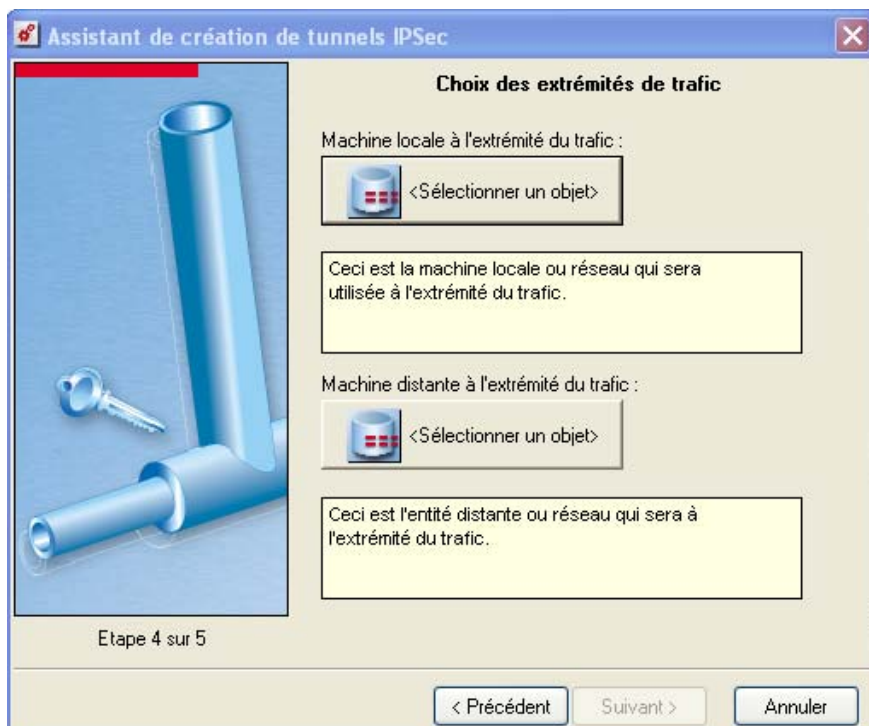 Assistant de création de tunnels IPSec
Choix des extrémités de trafic
Machine locale à l'extrémité du trafic :
<Sélectionner un objet>
Ceci est la machine locale ou réseau qui sera
utilisée à l'extrémité du trafic.
Machine distante à l'extrémité du trafic :
<Sélectionner un objet>
Ceci est l'entité distante ou réseau qui sera à
l'extrémité du trafic.
Etape 4 sur 5
< Précédent
Suivant >
Annuler